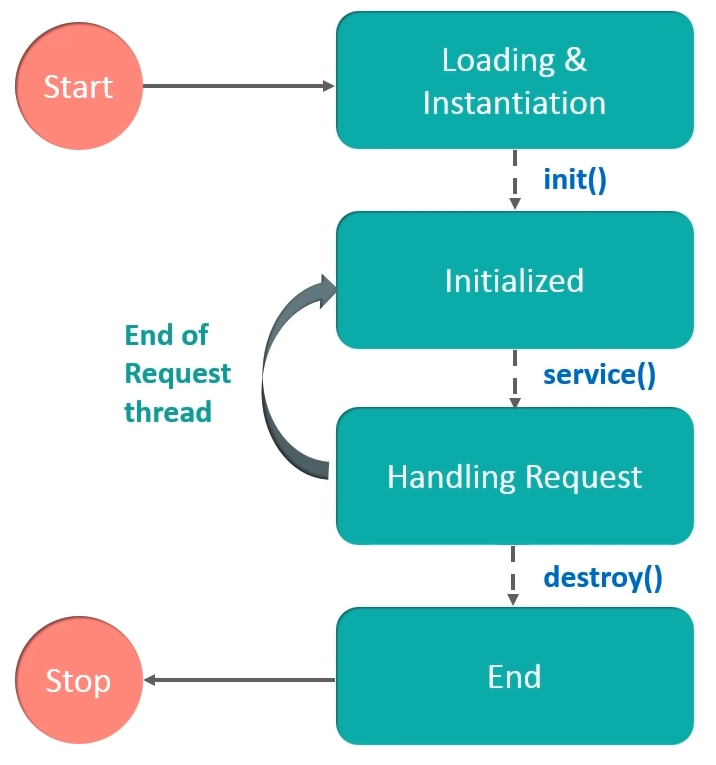 Start
Loading &
Instantiation
init()
Initialized
End of
Request
thread
service()
Handling Request
destroy()
Stop
End